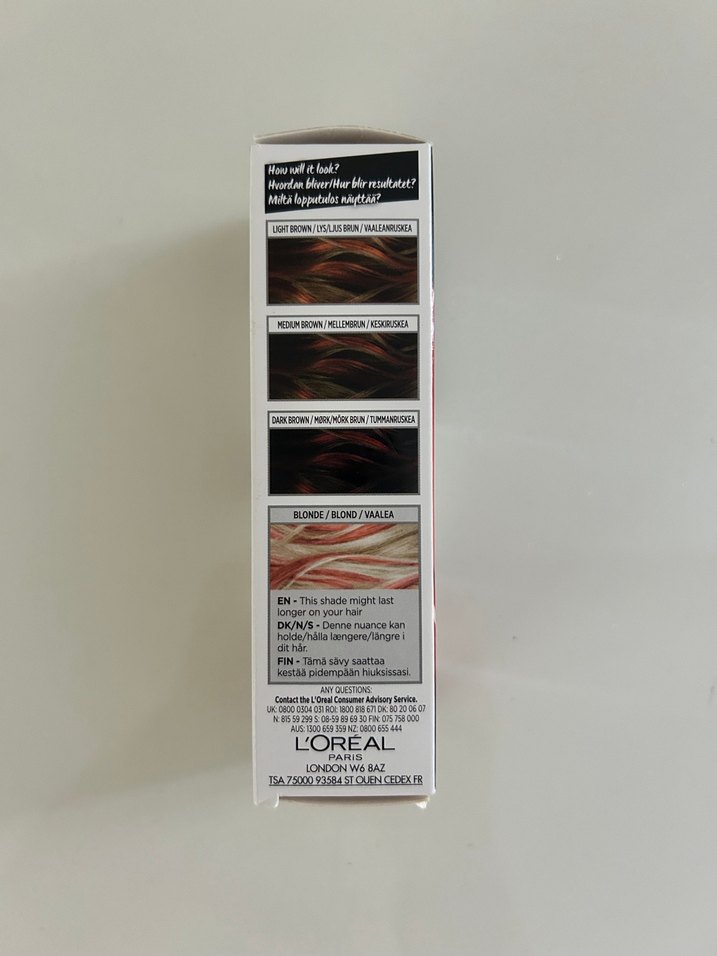 How will it look?
Hvordan bliver/Hur blir resultatet?
Miltä lopputulos näyttää?
LIGHT BROWN / LYS/LJUS BRUN / VAALEANRUSKEA
MEDIUM BROWN / MELLEMBRUN / KESKIRUSKEA
DARK BROWN / MØRK/MÖRK BRUN / TUMMANRUSKEA
BLONDE / BLOND / VAALEA
EN - This shade might last
longer on your hair
DK/N/S - Denne nuance kan
holde/hålla længere/längre i
dit hår.
FIN - Tämä sävy saattaa
kestää pidempään hiuksissasi.
ANY QUESTIONS:
Contact the L'Oreal Consumer Advisory Service.
UK: 0800 0304 031 ROI: 1800 818 671 DK: 80 20 06 07
N: 815 59 299 S: 08-59 89 69 30 FIN: 075 758 000
AUS: 1300 659 359 NZ: 0800 655 444
L'ORÉAL
PARIS
LONDON W6 8AZ
TSA 75000 93584 ST OUEN CEDEX FR